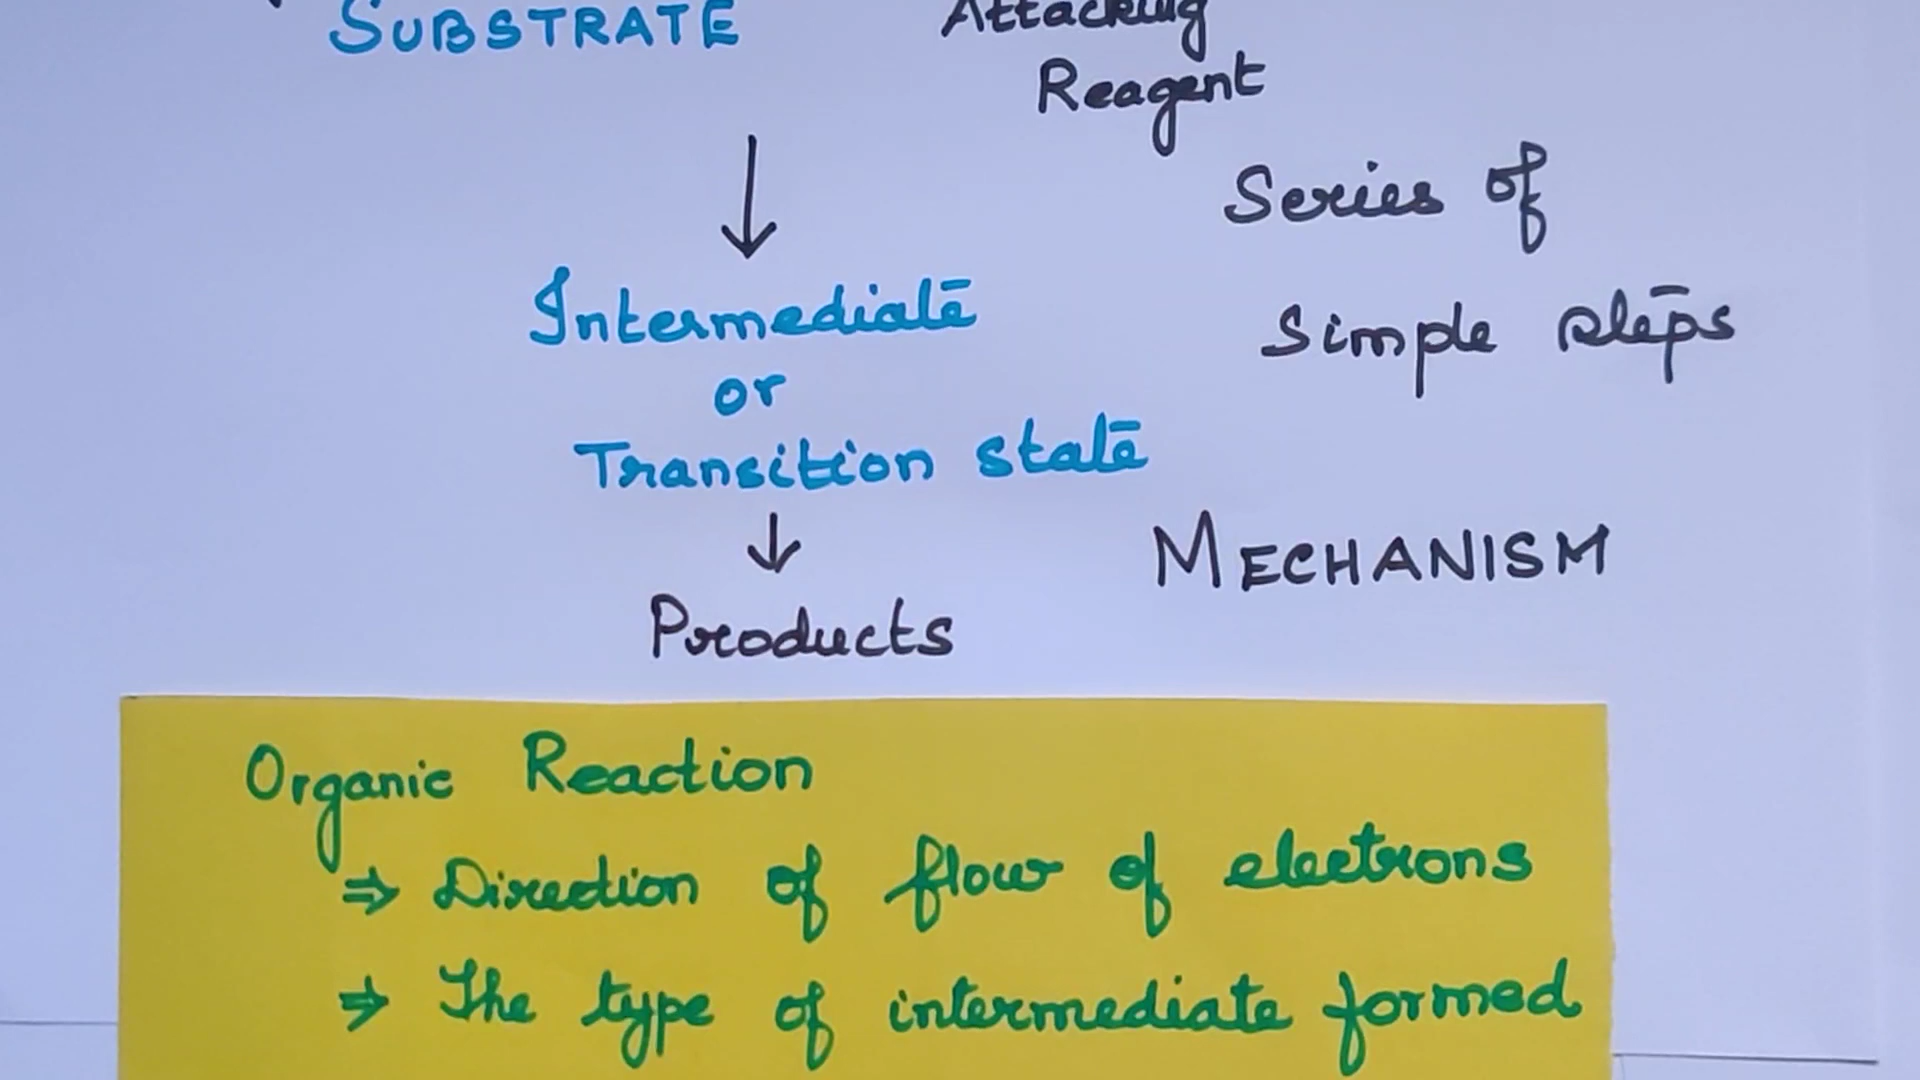 SUBSTRATE
Attacking
Reagent
Series of
Simple steps
Intermediate
or
Transition state
MECHANISM
Products
Organic Reaction
⇒ Direction of flow of electrons
⇒ The type of intermediate formed